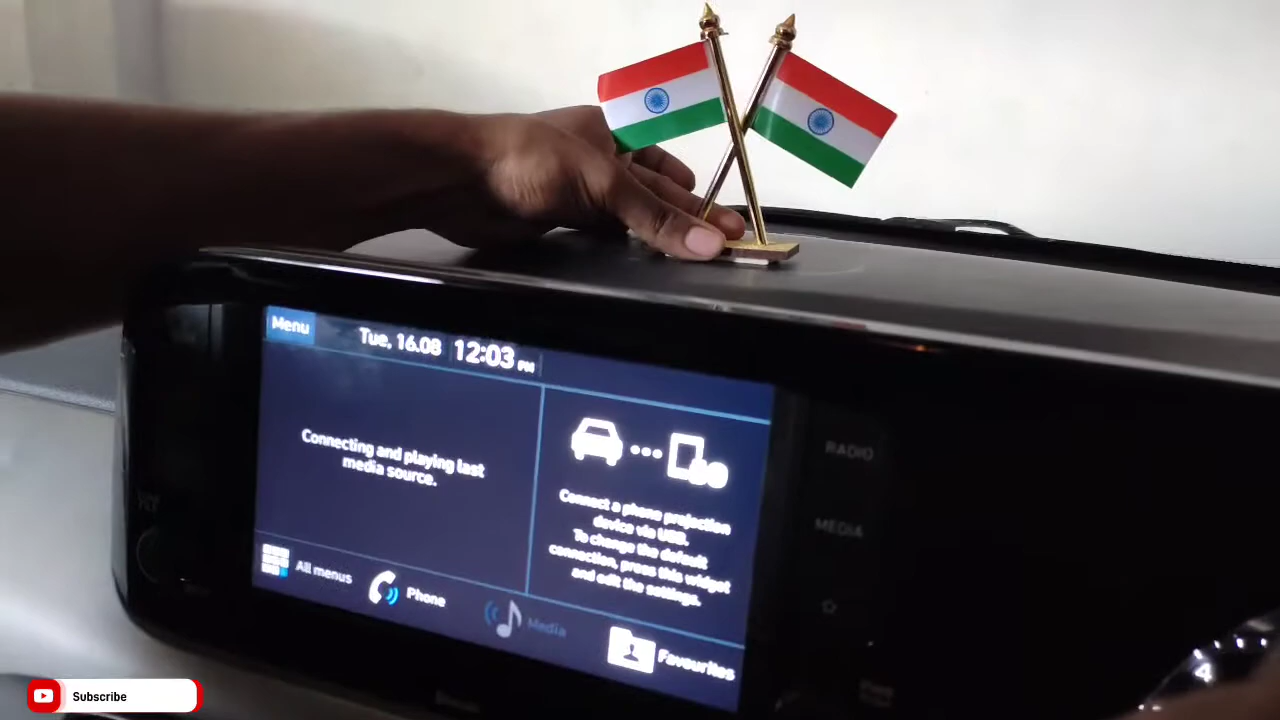 Menu
Tue, 16.08 12:03 PM
Connecting and playing last
media source.
Connect a phone projection
device via USB.
To change the default
connection, press this widget
and edit the settings.
All menus
Phone
Media
Favourites
RADIO
MEDIA
4
Subscribe